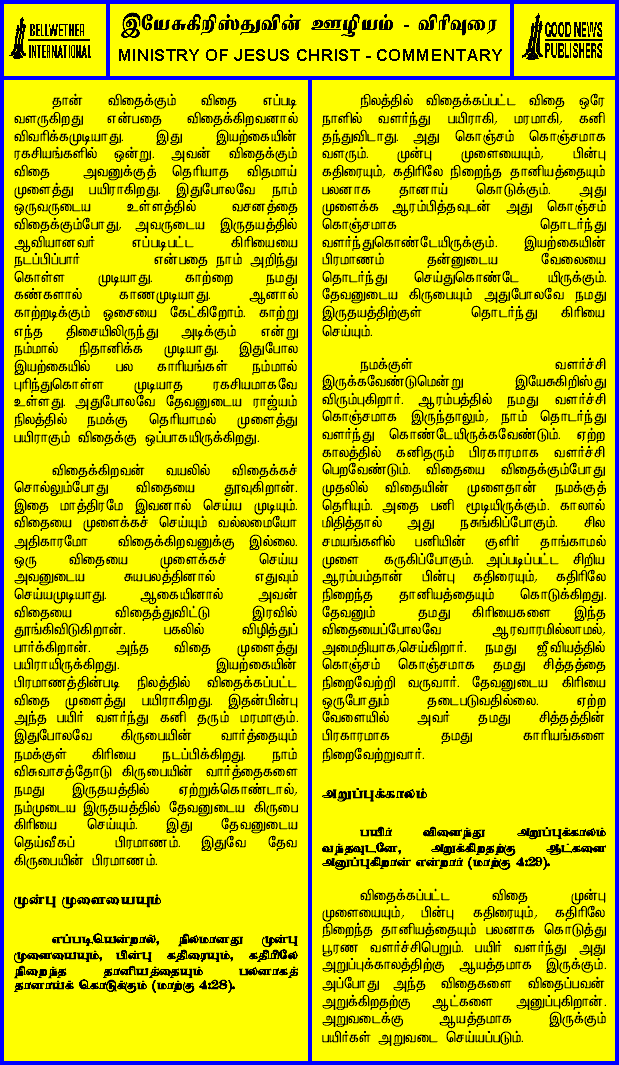 BELLWETHER
INTERNATIONAL
இயேசுகிறிஸ்துவின் ஊழியம் - விரிவுரை
MINISTRY OF JESUS CHRIST - COMMENTARY
GOOD NEWS
PUBLISHERS
தான் விதைக்கும் விதை எப்படி
வளருகிறது என்பதை விதைக்கிறவனால்
விவரிக்கமுடியாது. இது இயற்கையின்
ரகசியங்களில் ஒன்று. அவன் விதைக்கும்
விதை அவனுக்குத் தெரியாத விதமாய்
முளைத்து பயிராகிறது. இதுபோலவே நாம்
ஒருவருடைய உள்ளத்தில் வசனத்தை
விதைக்கும்போது, அவருடைய இருதயத்தில்
ஆவியானவர் எப்படிபட்ட கிரியையை
நடப்பிப்பார் என்பதை நாம் அறிந்து
கொள்ள முடியாது. காற்றை நமது
கண்களால் காணமுடியாது. ஆனால்
காற்றடிக்கும் ஓசையை கேட்கிறோம். காற்று
எந்த திசையிலிருந்து அடிக்கும் என்று
நம்மால் நிதானிக்க முடியாது. இதுபோல
இயற்கையில் பல காரியங்கள் நம்மால்
புரிந்துகொள்ள முடியாத ரகசியமாகவே
உள்ளது. அதுபோலவே தேவனுடைய ராஜ்யம்
நிலத்தில் நமக்கு தெரியாமல் முளைத்து
பயிராகும் விதைக்கு ஒப்பாகயிருக்கிறது.
விதைக்கிறவன் வயலில் விதைக்கச்
சொல்லும்போது விதையை தூவுகிறான்.
இதை மாத்திரமே இவனால் செய்ய முடியும்.
விதையை முளைக்கச் செய்யும் வல்லமையோ
அதிகாரமோ விதைக்கிறவனுக்கு இல்லை.
ஒரு விதையை முளைக்கச் செய்ய
அவனுடைய சுயபலத்தினால் எதுவும்
செய்யமுடியாது. ஆகையினால் அவன்
விதையை விதைத்துவிட்டு இரவில்
தூங்கிவிடுகிறான். பகலில் விழித்துப்
பார்க்கிறான். அந்த விதை முளைத்து
பயிராயிருக்கிறது. இயற்கையின்
பிரமாணத்தின்படி நிலத்தில் விதைக்கப்பட்ட
விதை முளைத்து பயிராகிறது. இதன்பின்பு
அந்த பயிர் வளர்ந்து கனி தரும் மரமாகும்.
இதுபோலவே கிருபையின் வார்த்தையும்
நமக்குள் கிரியை நடப்பிக்கிறது. நாம்
விசுவாசத்தோடு கிருபையின் வார்த்தைகளை
நமது இருதயத்தில் ஏற்றுக்கொண்டால்,
நம்முடைய இருதயத்தில் தேவனுடைய கிருபை
கிரியை செய்யும். இது தேவனுடைய
தெய்வீகப் பிரமாணம். இதுவே தேவ
கிருபையின் பிரமாணம்.
முன்பு முளையையும்
எப்படியென்றால், நிலமானது முன்பு
முளையையும், பின்பு கதிரையும், கதிரிலே
நிறைந்த தானியத்தையும் பலனாகத்
தானாய்க் கொடுக்கும் (மாற்கு 4:28).
நிலத்தில் விதைக்கப்பட்ட விதை ஒரே
நாளில் வளர்ந்து பயிராகி, மரமாகி, கனி
தந்துவிடாது. அது கொஞ்சம் கொஞ்சமாக
வளரும். முன்பு முளையையும், பின்பு
கதிரையும், கதிரிலே நிறைந்த தானியத்தையும்
பலனாக தானாய் கொடுக்கும். அது
முளைக்க ஆரம்பித்தவுடன் அது கொஞ்சம்
கொஞ்சமாக தொடர்ந்து
வளர்ந்துகொண்டேயிருக்கும். இயற்கையின்
பிரமாணம் தன்னுடைய வேலையை
தொடர்ந்து செய்துகொண்டே யிருக்கும்.
தேவனுடைய கிருபையும் அதுபோலவே நமது
இருதயத்திற்குள் தொடர்ந்து கிரியை
செய்யும்.
நமக்குள் வளர்ச்சி
இருக்கவேண்டுமென்று இயேசுகிறிஸ்து
விரும்புகிறார். ஆரம்பத்தில் நமது வளர்ச்சி
கொஞ்சமாக இருந்தாலும், நாம் தொடர்ந்து
வளர்ந்து கொண்டேயிருக்கவேண்டும். ஏற்ற
காலத்தில் கனிதரும் பிரகாரமாக வளர்ச்சி
பெறவேண்டும். விதையை விதைக்கும்போது
முதலில் விதையின் முளைதான் நமக்குத்
தெரியும். அதை பனி மூடியிருக்கும். காலால்
மிதித்தால் அது நசுங்கிப்போகும். சில
சமயங்களில் பனியின் குளிர் தாங்காமல்
முளை கருகிப்போகும். அப்படிப்பட்ட சிறிய
ஆரம்பம்தான் பின்பு கதிரையும், கதிரிலே
நிறைந்த தானியத்தையும் கொடுக்கிறது.
தேவனும் தமது கிரியைகளை இந்த
விதையைப்போலவே ஆரவாரமில்லாமல்,
அமைதியாக,செய்கிறார். நமது ஜீவியத்தில்
கொஞ்சம் கொஞ்சமாக தமது சித்தத்தை
நிறைவேற்றி வருவார். தேவனுடைய கிரியை
ஒருபோதும் தடைபடுவதில்லை. ஏற்ற
வேளையில் அவர் தமது சித்தத்தின்
பிரகாரமாக தமது காரியங்களை
நிறைவேற்றுவார்.
அறுப்புக்காலம்
பயிர் விளைந்து அறுப்புக்காலம்
வந்தவுடனே, அறுக்கிறதற்கு ஆட்களை
அனுப்புகிறான் என்றார் (மாற்கு 4:29).
விதைக்கப்பட்ட விதை முன்பு
முளையையும், பின்பு கதிரையும், கதிரிலே
நிறைந்த தானியத்தையும் பலனாக கொடுத்து
பூரண வளர்ச்சிபெறும். பயிர் வளர்ந்து அது
அறுப்புக்காலத்திற்கு ஆயத்தமாக இருக்கும்.
அப்போது அந்த விதைகளை விதைப்பவன்
அறுக்கிறதற்கு ஆட்களை அனுப்புகிறான்.
அறுவடைக்கு ஆயத்தமாக இருக்கும்
பயிர்கள் அறுவடை செய்யப்படும்.